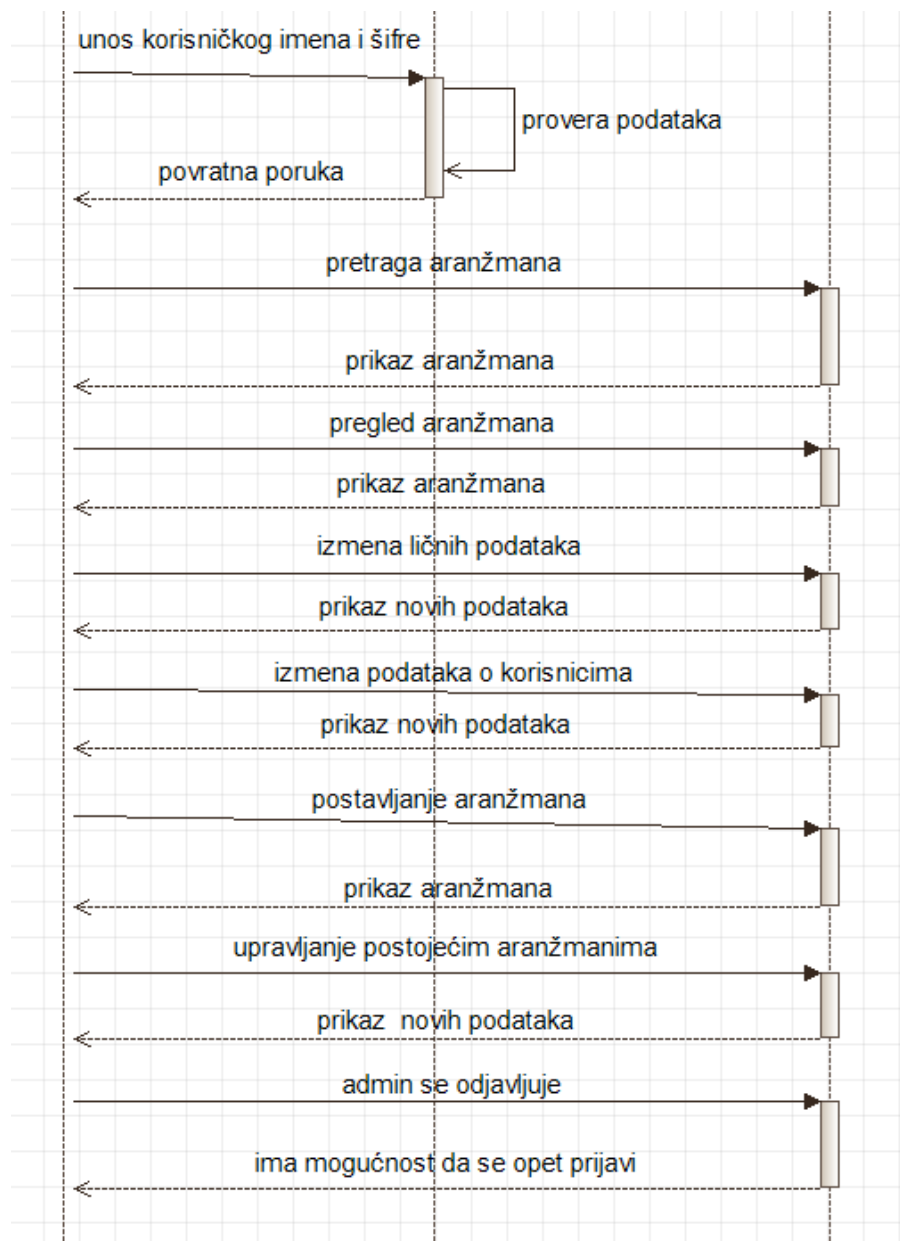 unos korisničkog imena i šifre
provera podataka
povratna poruka
pretraga aranžmana
prikaz aranžmana
pregled aranžmana
prikaz aranžmana
izmena ličnih podataka
prikaz novih podataka
izmena podataka o korisnicima
prikaz novih podataka
postavljanje aranžmana
prikaz aranžmana
upravljanje postojećim aranžmanima
prikaz  novih podataka
admin se odjavljuje
ima mogućnost da se opet prijavi